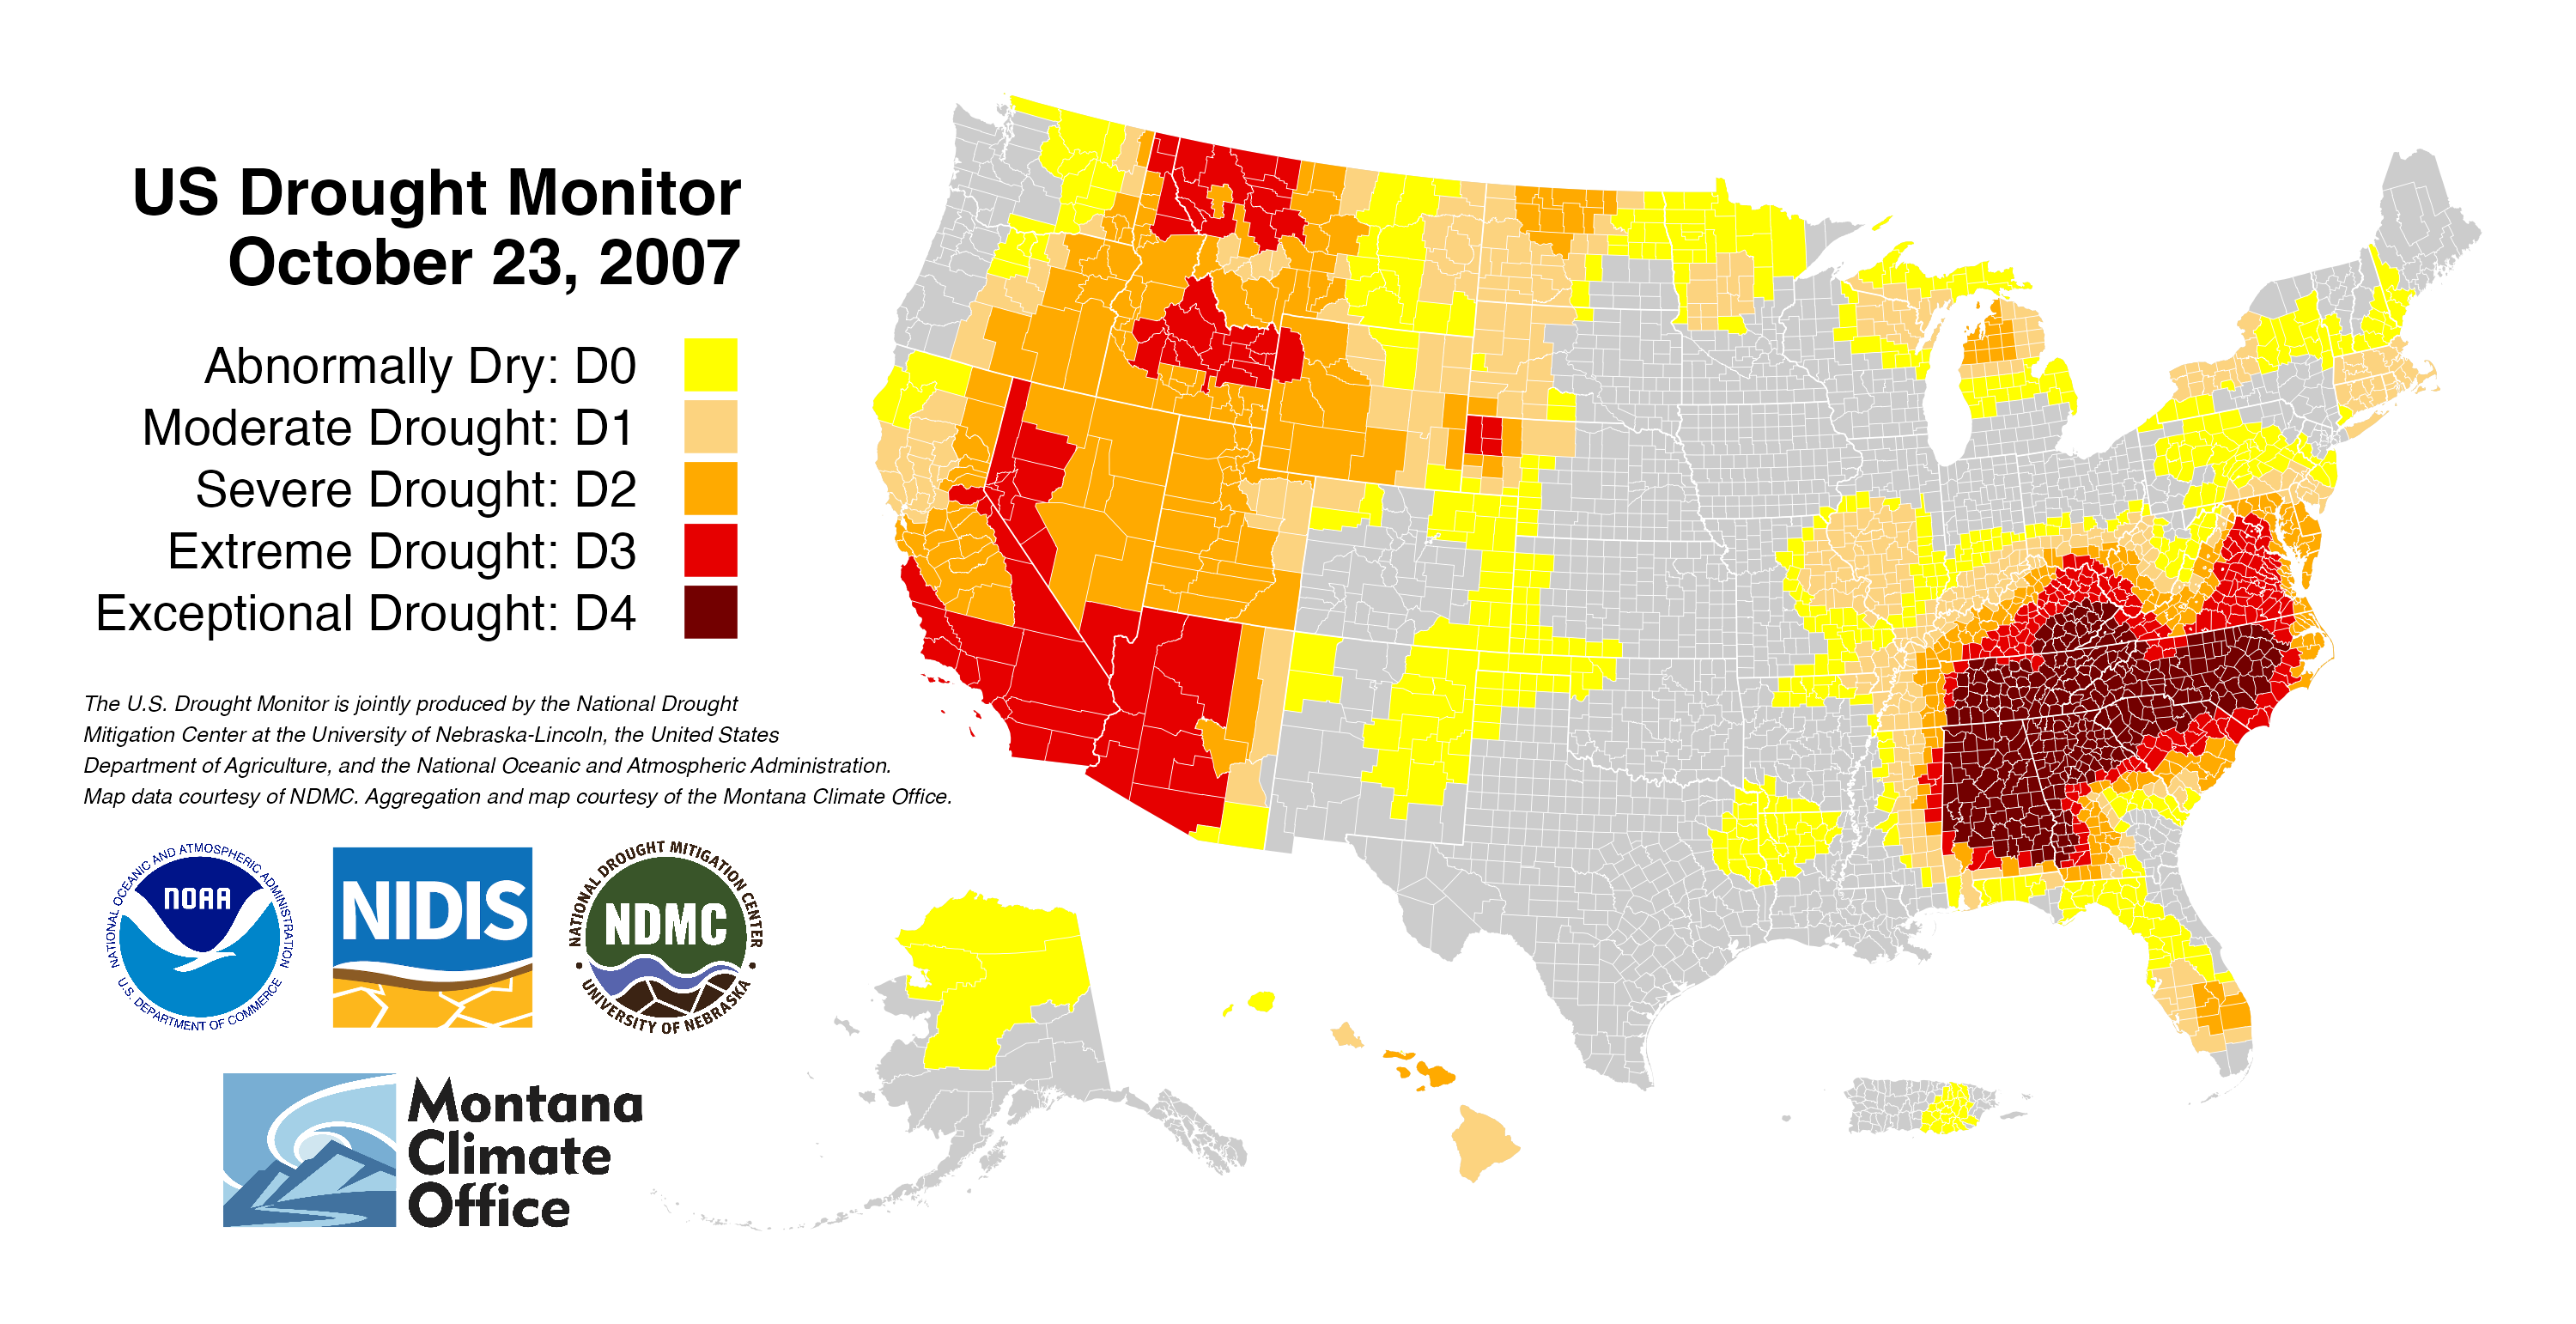 US Drought Monitor
October 23, 2007
Abnormally Dry: D0
Moderate Drought: D1
Severe Drought: D2
Extreme Drought: D3
Exceptional Drought: D4
The U.S. Drought Monitor is jointly produced by the National Drought
Mitigation Center at the University of Nebraska-Lincoln, the United States
Department of Agriculture, and the National Oceanic and Atmospheric Administration.
Map data courtesy of NDMC. Aggregation and map courtesy of the Montana Climate Office.
NATIONAL OCEANIC AND ATMOSPHERIC ADMINISTRATION
NOAA
U.S. DEPARTMENT OF COMMERCE
NIDIS
NATIONAL DROUGHT MITIGATION CENTER
NDMC
UNIVERSITY OF NEBRASKA
Montana
Climate
Office